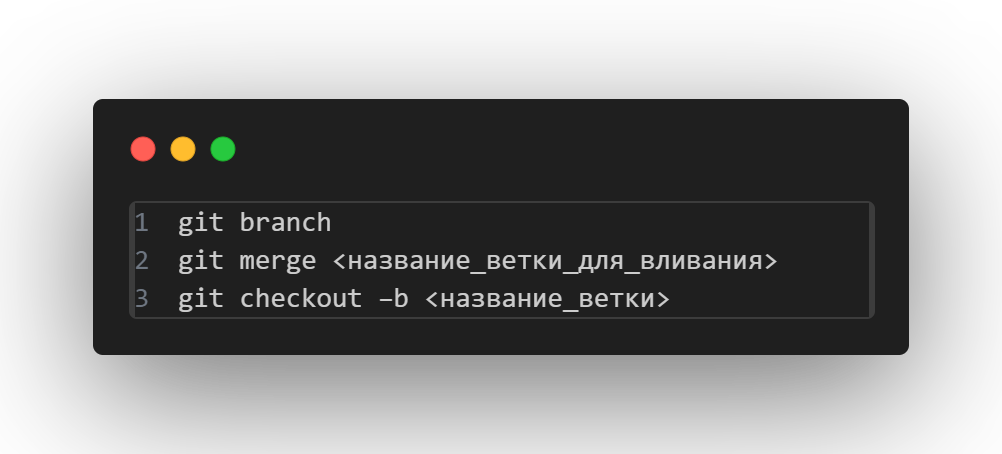 1 git branch
2 git merge <название_ветки_для_вливания>
3 git checkout –b <название_ветки>